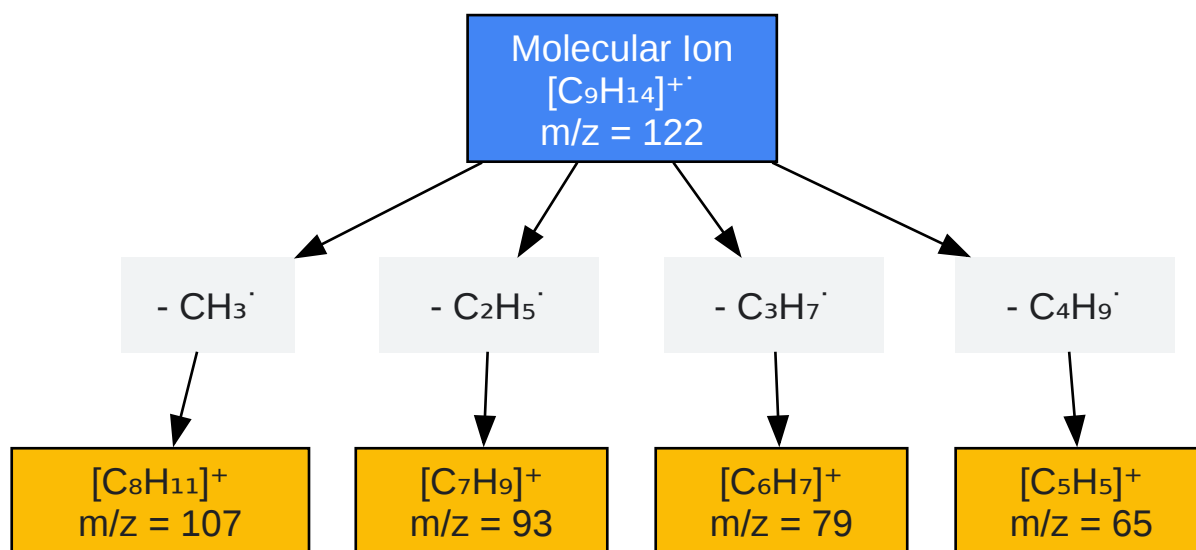 Molecular Ion
[C₉H₁₄]⁺˙
m/z = 122
- CH₃˙
- C₂H₅˙
- C₃H₇˙
- C₄H₉˙
[C₈H₁₁]⁺
m/z = 107
[C₇H₉]⁺
m/z = 93
[C₆H₇]⁺
m/z = 79
[C₅H₅]⁺
m/z = 65